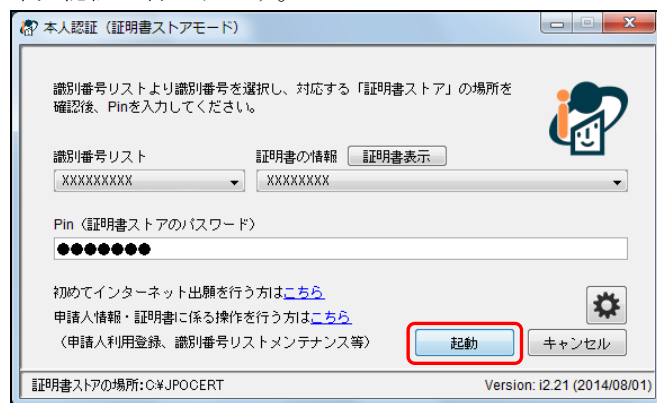 本人認証（証明書ストアモード）
識別番号リストより識別番号を選択し、対応する「証明書ストア」の場所を
確認後、Pinを入力してください。
識別番号リスト 証明書の情報 証明書表示
XXXXXXXXX XXXXXXXX
Pin（証明書ストアのパスワード）
●●●●●●●
初めてインターネット出願を行う方はこちら
申請人情報・証明書に係る操作を行う方はこちら
（申請人利用登録、識別番号リストメンテナンス等） 起動 キャンセル
証明書ストアの場所:C:¥JPOCERT Version: i2.21 (2014/08/01)